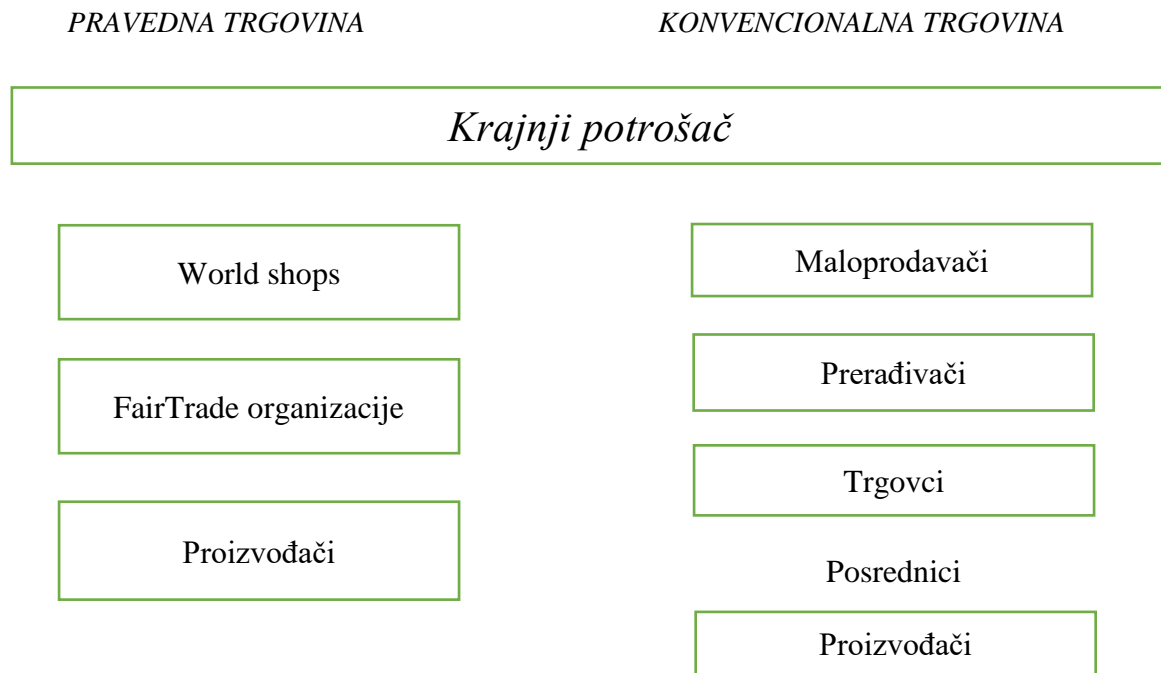 PRAVEDNA TRGOVINA
KONVENCIONALNA TRGOVINA
Krajnji potrošač
World shops
FairTrade organizacije
Proizvođači
Maloprodavači
Prerađivači
Trgovci
Posrednici
Proizvođači